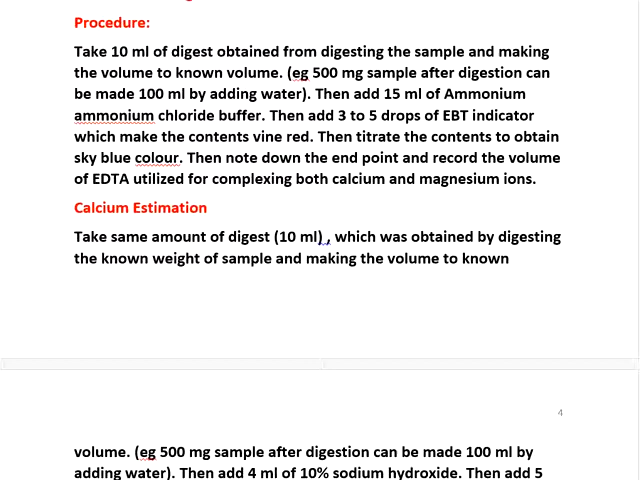 Procedure:
Take 10 ml of digest obtained from digesting the sample and making
the volume to known volume. (eg 500 mg sample after digestion can
be made 100 ml by adding water). Then add 15 ml of Ammonium
ammonium chloride buffer. Then add 3 to 5 drops of EBT indicator
which make the contents vine red. Then titrate the contents to obtain
sky blue colour. Then note down the end point and record the volume
of EDTA utilized for complexing both calcium and magnesium ions.
Calcium Estimation
Take same amount of digest (10 ml) , which was obtained by digesting
the known weight of sample and making the volume to known
4
volume. (eg 500 mg sample after digestion can be made 100 ml by
adding water). Then add 4 ml of 10% sodium hydroxide. Then add 5